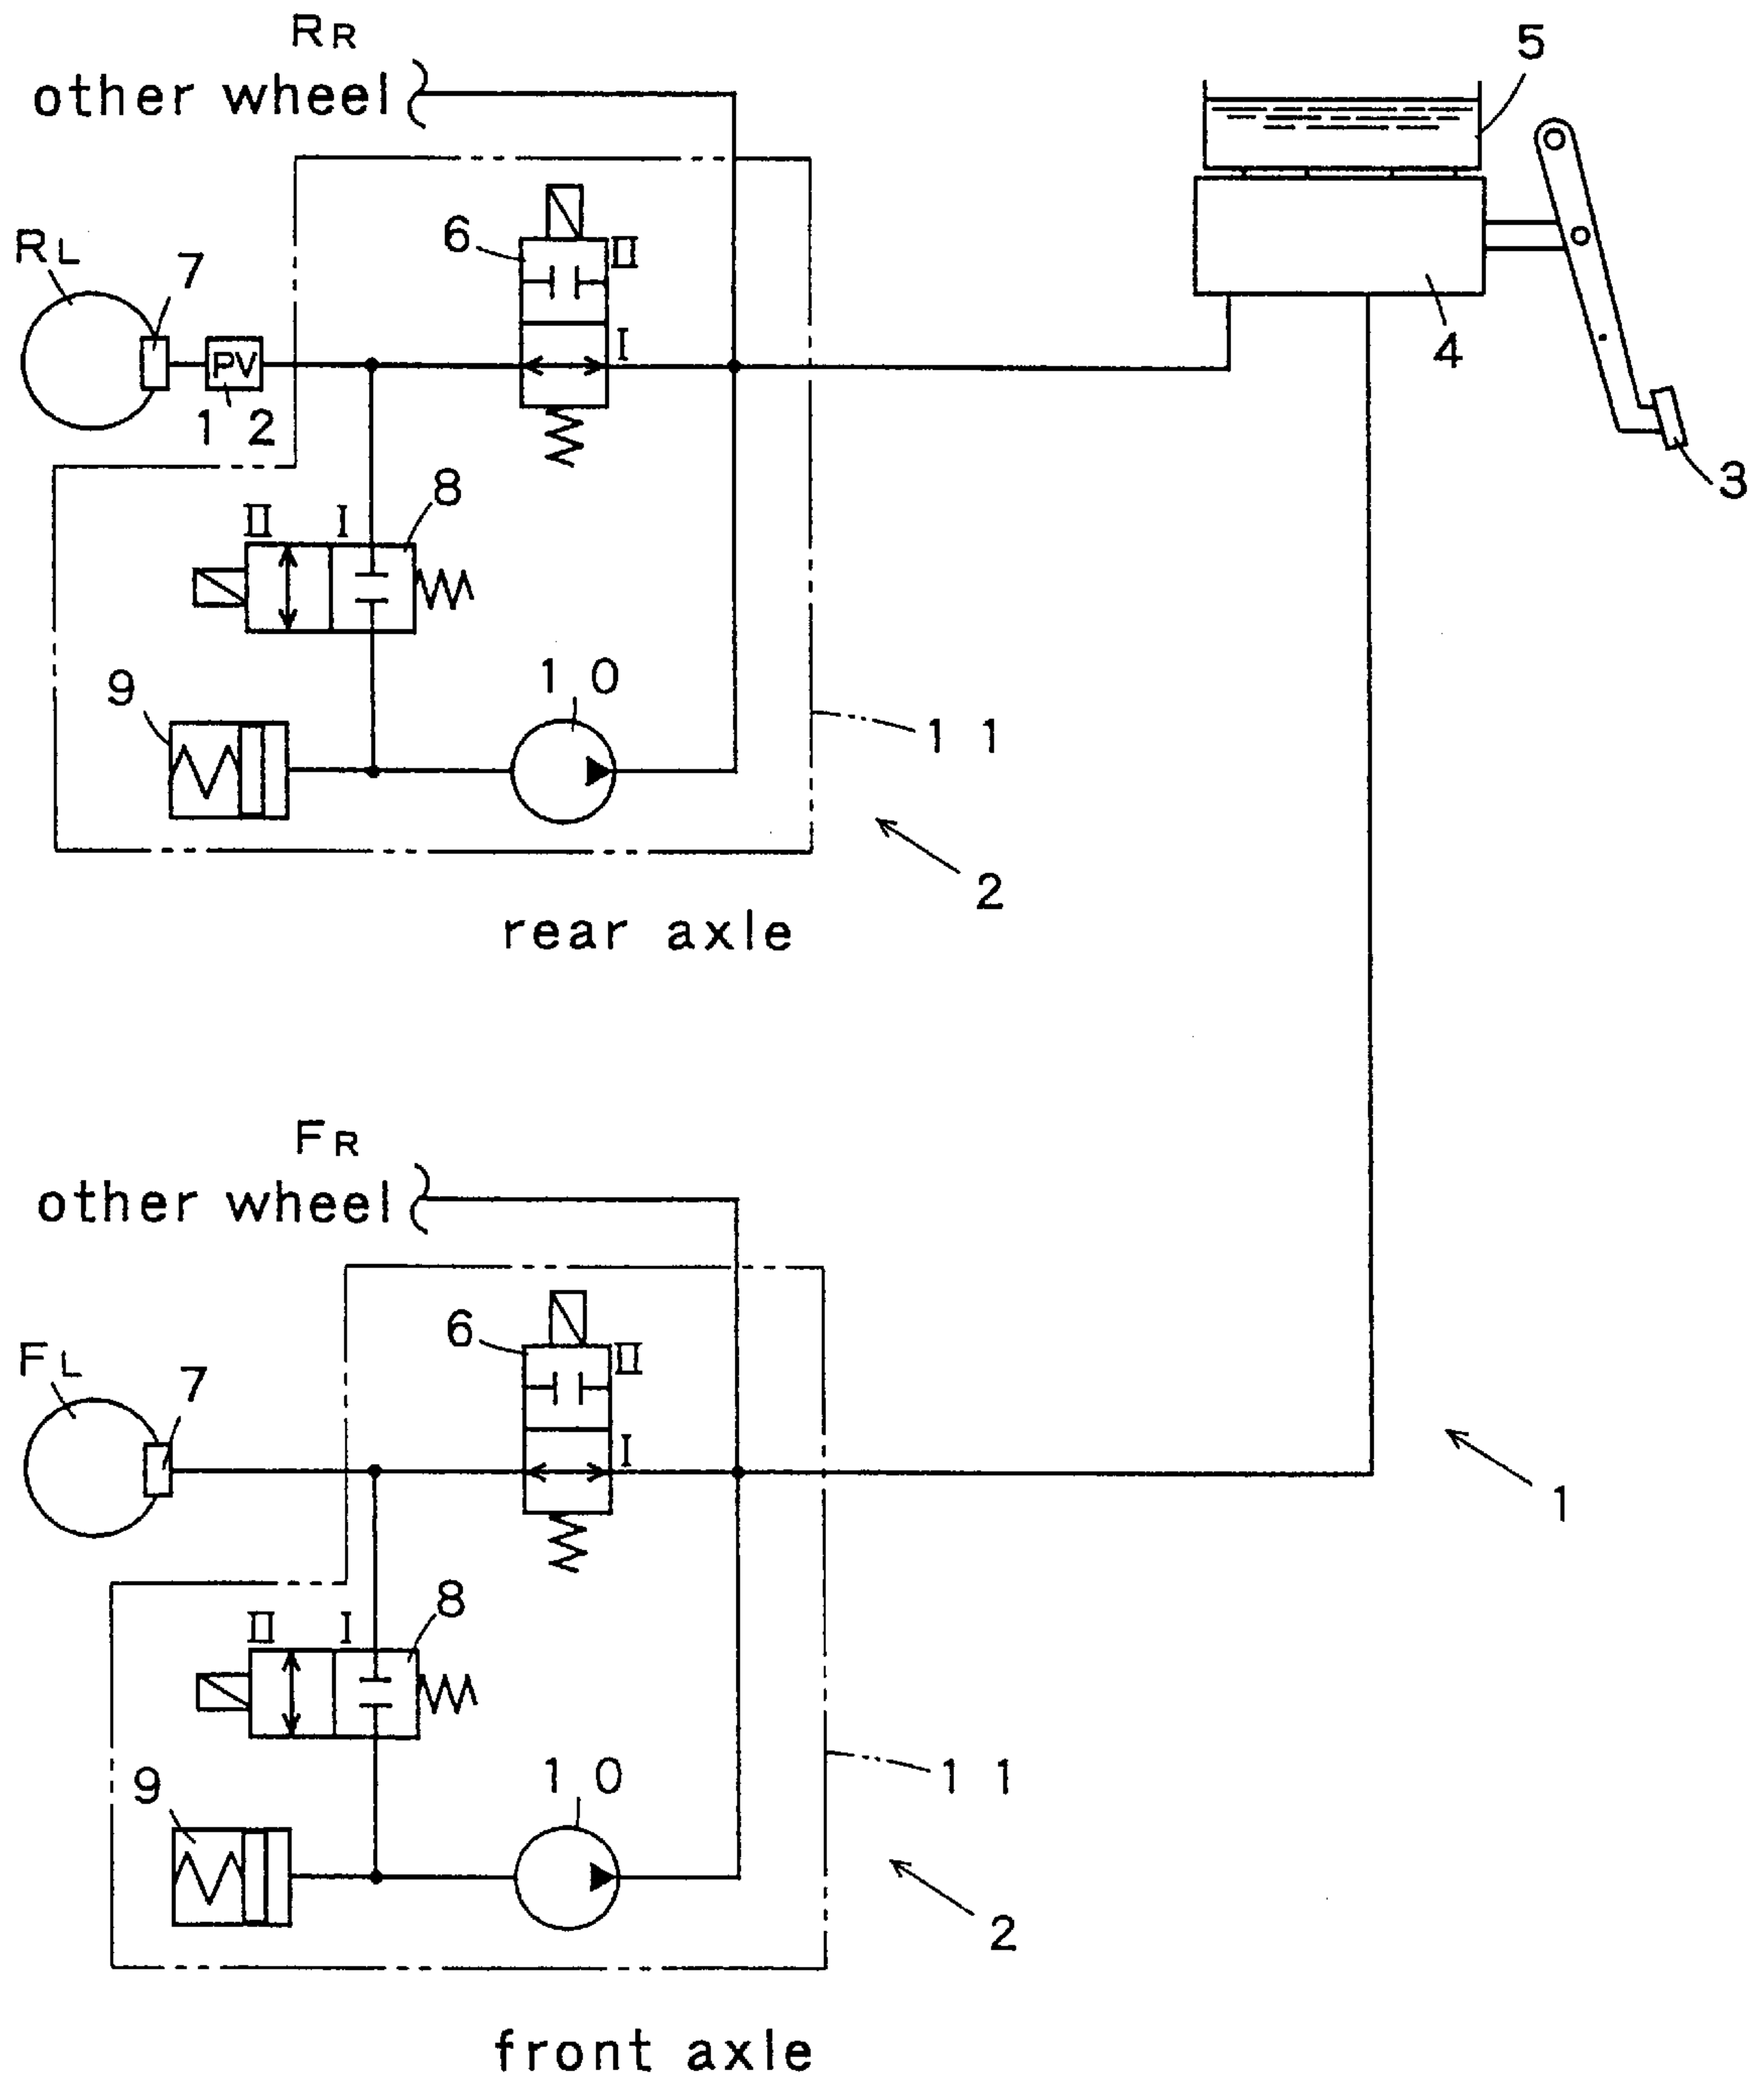 RR
other wheel
5
6
II
RL
7
I
PV
4
12
3
8
II
I
9
10
11
2
rear axle
FR
other wheel
6
II
FL
7
I
1
8
II
I
9
10
11
2
front axle